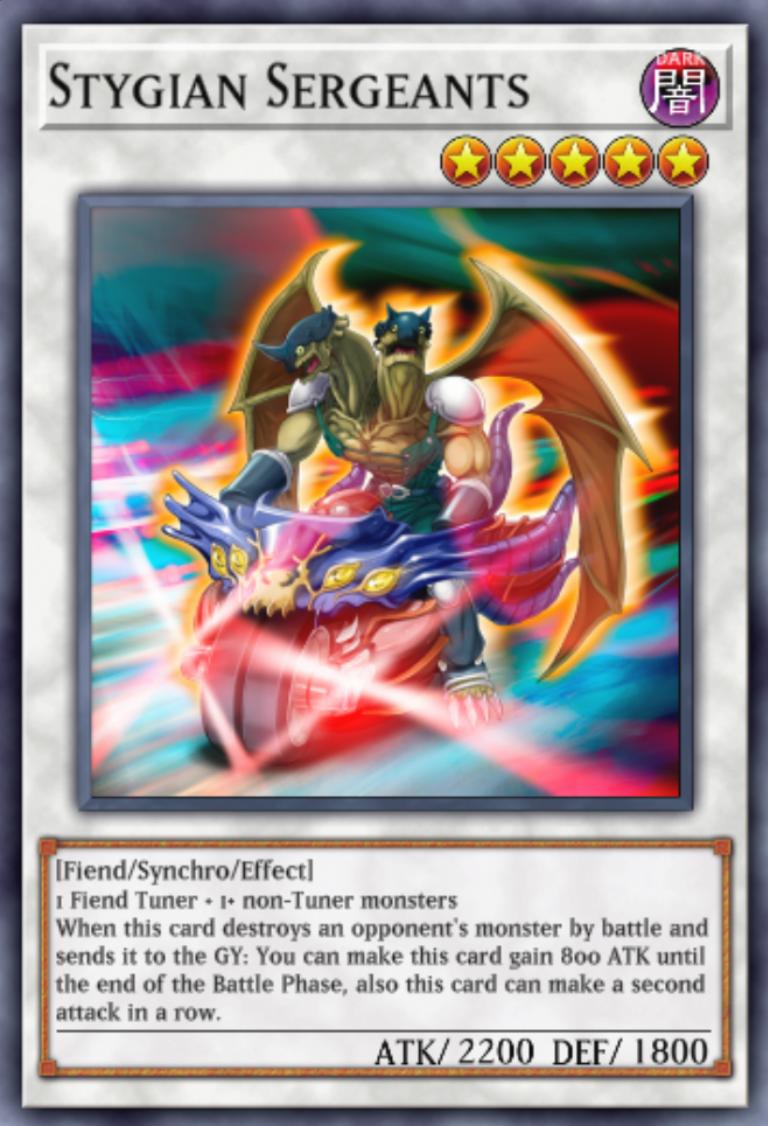 STYGIAN SERGEANTS
DARK
闇
[Fiend/Synchro/Effect]
1 Fiend Tuner + 1+ non-Tuner monsters
When this card destroys an opponent's monster by battle and
sends it to the GY: You can make this card gain 800 ATK until
the end of the Battle Phase, also this card can make a second
attack in a row.
ATK/ 2200 DEF/ 1800